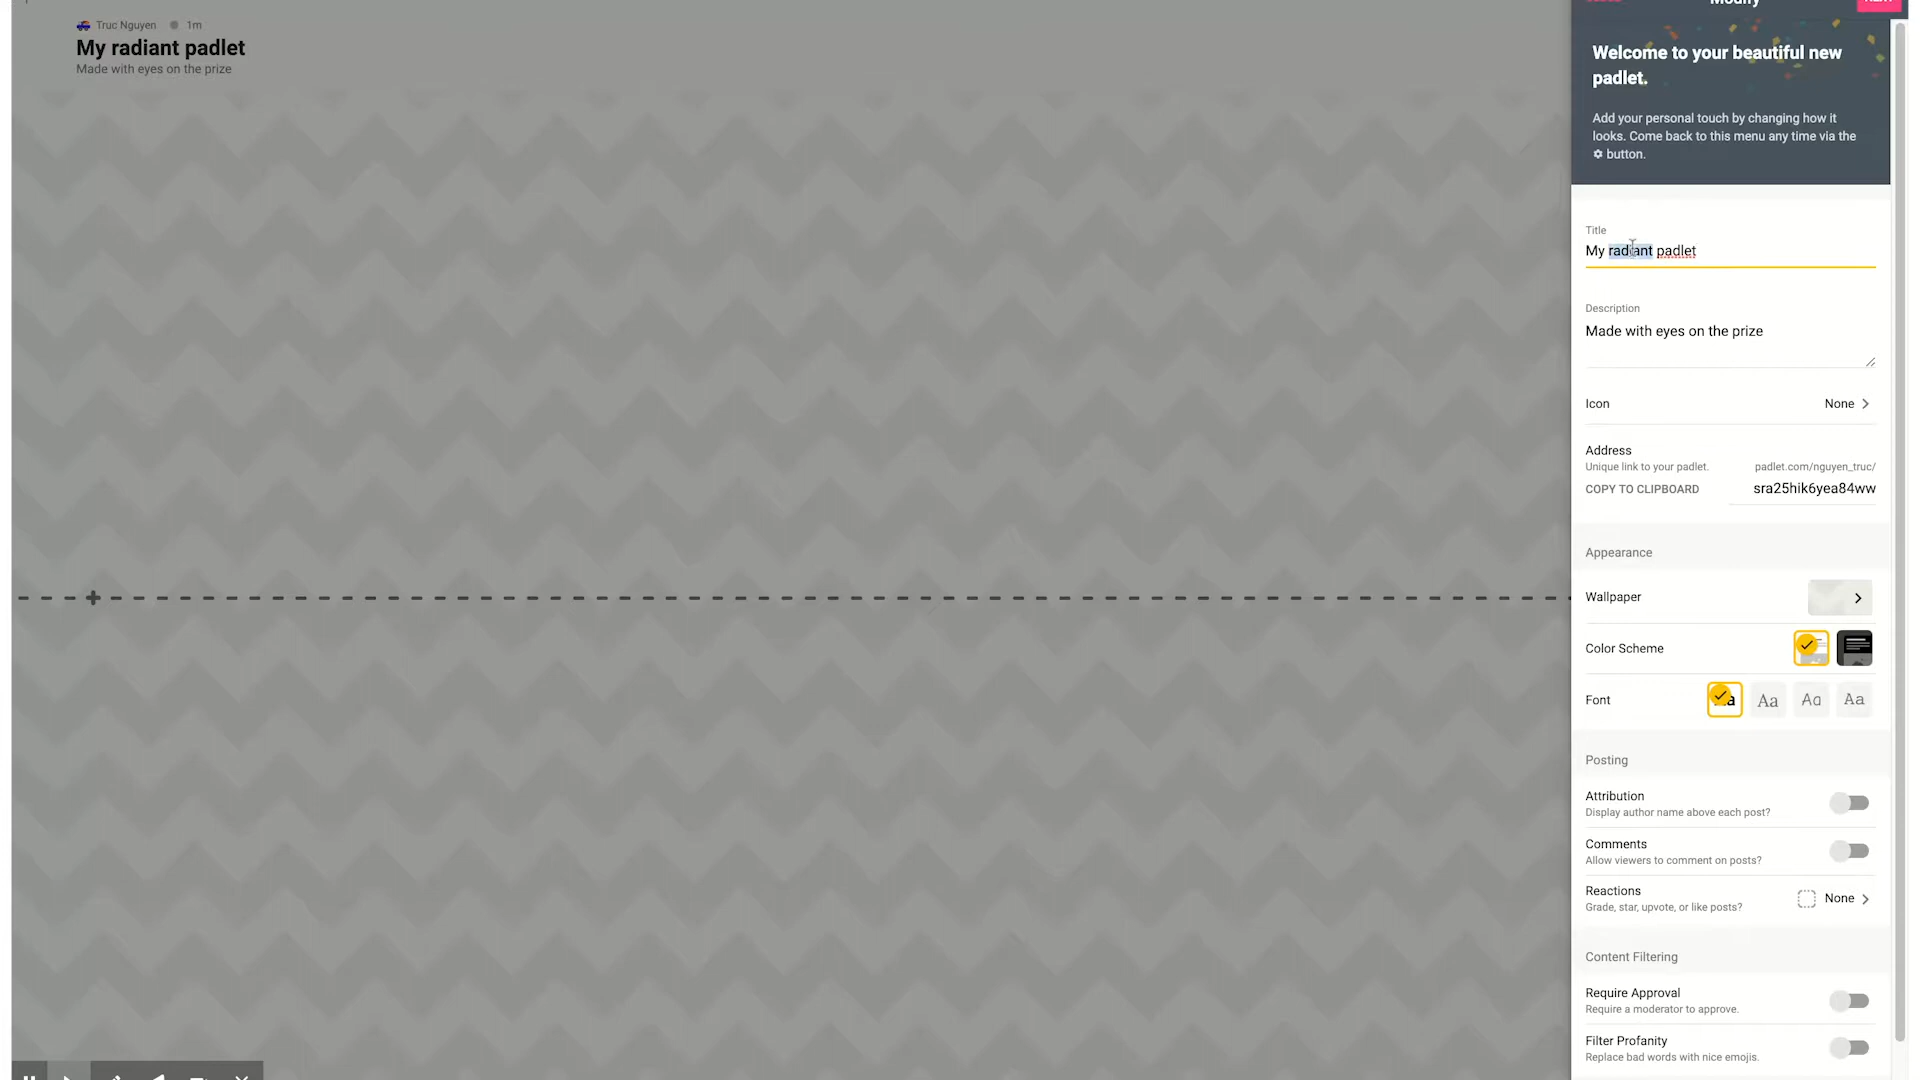 Truc Nguyen 1m
My radiant padlet
Made with eyes on the prize
Modify
Welcome to your beautiful new
padlet.
Add your personal touch by changing how it
looks. Come back to this menu any time via the
button.
Title
My radiant padlet
Description
Made with eyes on the prize
Icon
None
Address
Unique link to your padlet.
padlet.com/nguyen_truc/
COPY TO CLIPBOARD
sra25hik6yea84ww
Appearance
Wallpaper
Color Scheme
Font
Aa Aa Aa
Posting
Attribution
Display author name above each post?
Comments
Allow viewers to comment on posts?
Reactions
Grade, star, upvote, or like posts?
None
Content Filtering
Require Approval
Require a moderator to approve.
Filter Profanity
Replace bad words with nice emojis.